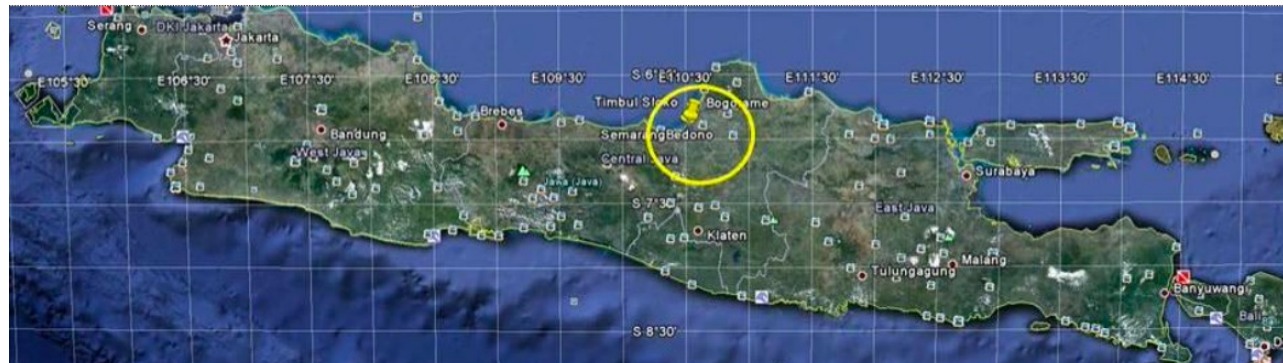 Serang
DKI Jakarta
Jakarta
E105°30'
E106°30'
E107°30'
E108°30'
E109°30'
S 6°
E110°30'
E111°30'
E112°30'
E113°30'
E114°30'
Timbul Sloko
Bogorame
Brebes
Bandung
Semarang
Bedono
West Java
Central Java
Jawa (Java)
Surabaya
S 7°30'
East Java
Klaten
Malang
Tulungagung
Banyuwangi
Bali
S 8°30'